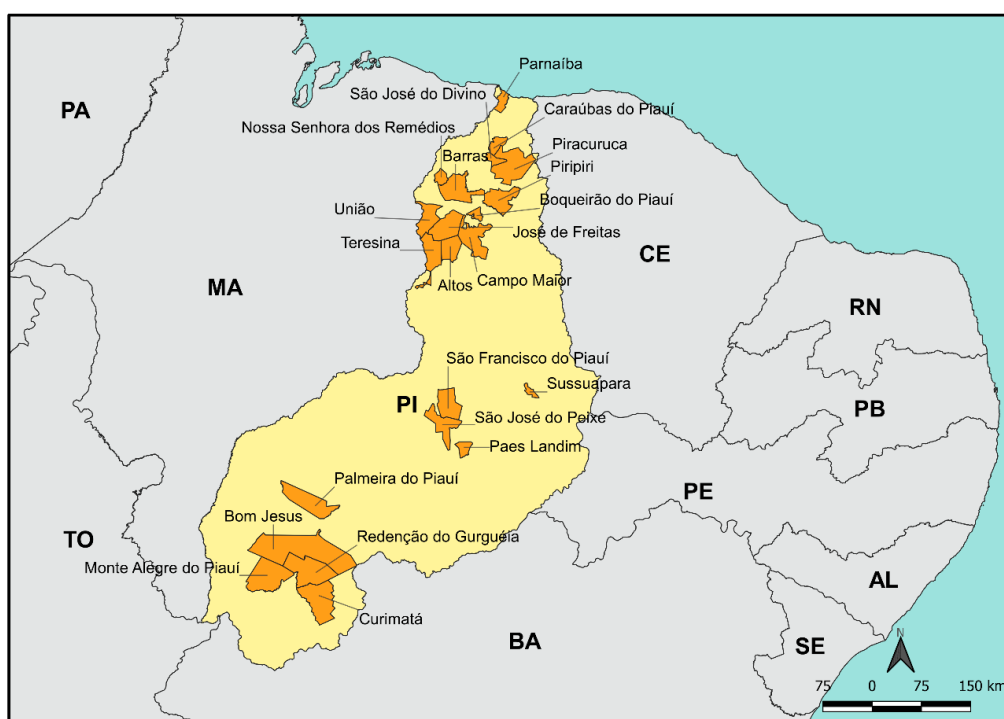 Parnaíba
São José do Divino
Caraúbas do Piauí
PA
Nossa Senhora dos Remédios
Piracuruca
Barras
Piripiri
Boqueirão do Piauí
União
José de Freitas
Teresina
CE
Altos
Campo Maior
MA
RN
São Francisco do Piauí
Sussuapara
PI
PB
São José do Peixe
Paes Landim
Palmeira do Piauí
PE
Bom Jesus
TO
Redenção do Gurguéia
Monte Alegre do Piauí
AL
Curimatá
BA
SE
N
75 0 75 150 km